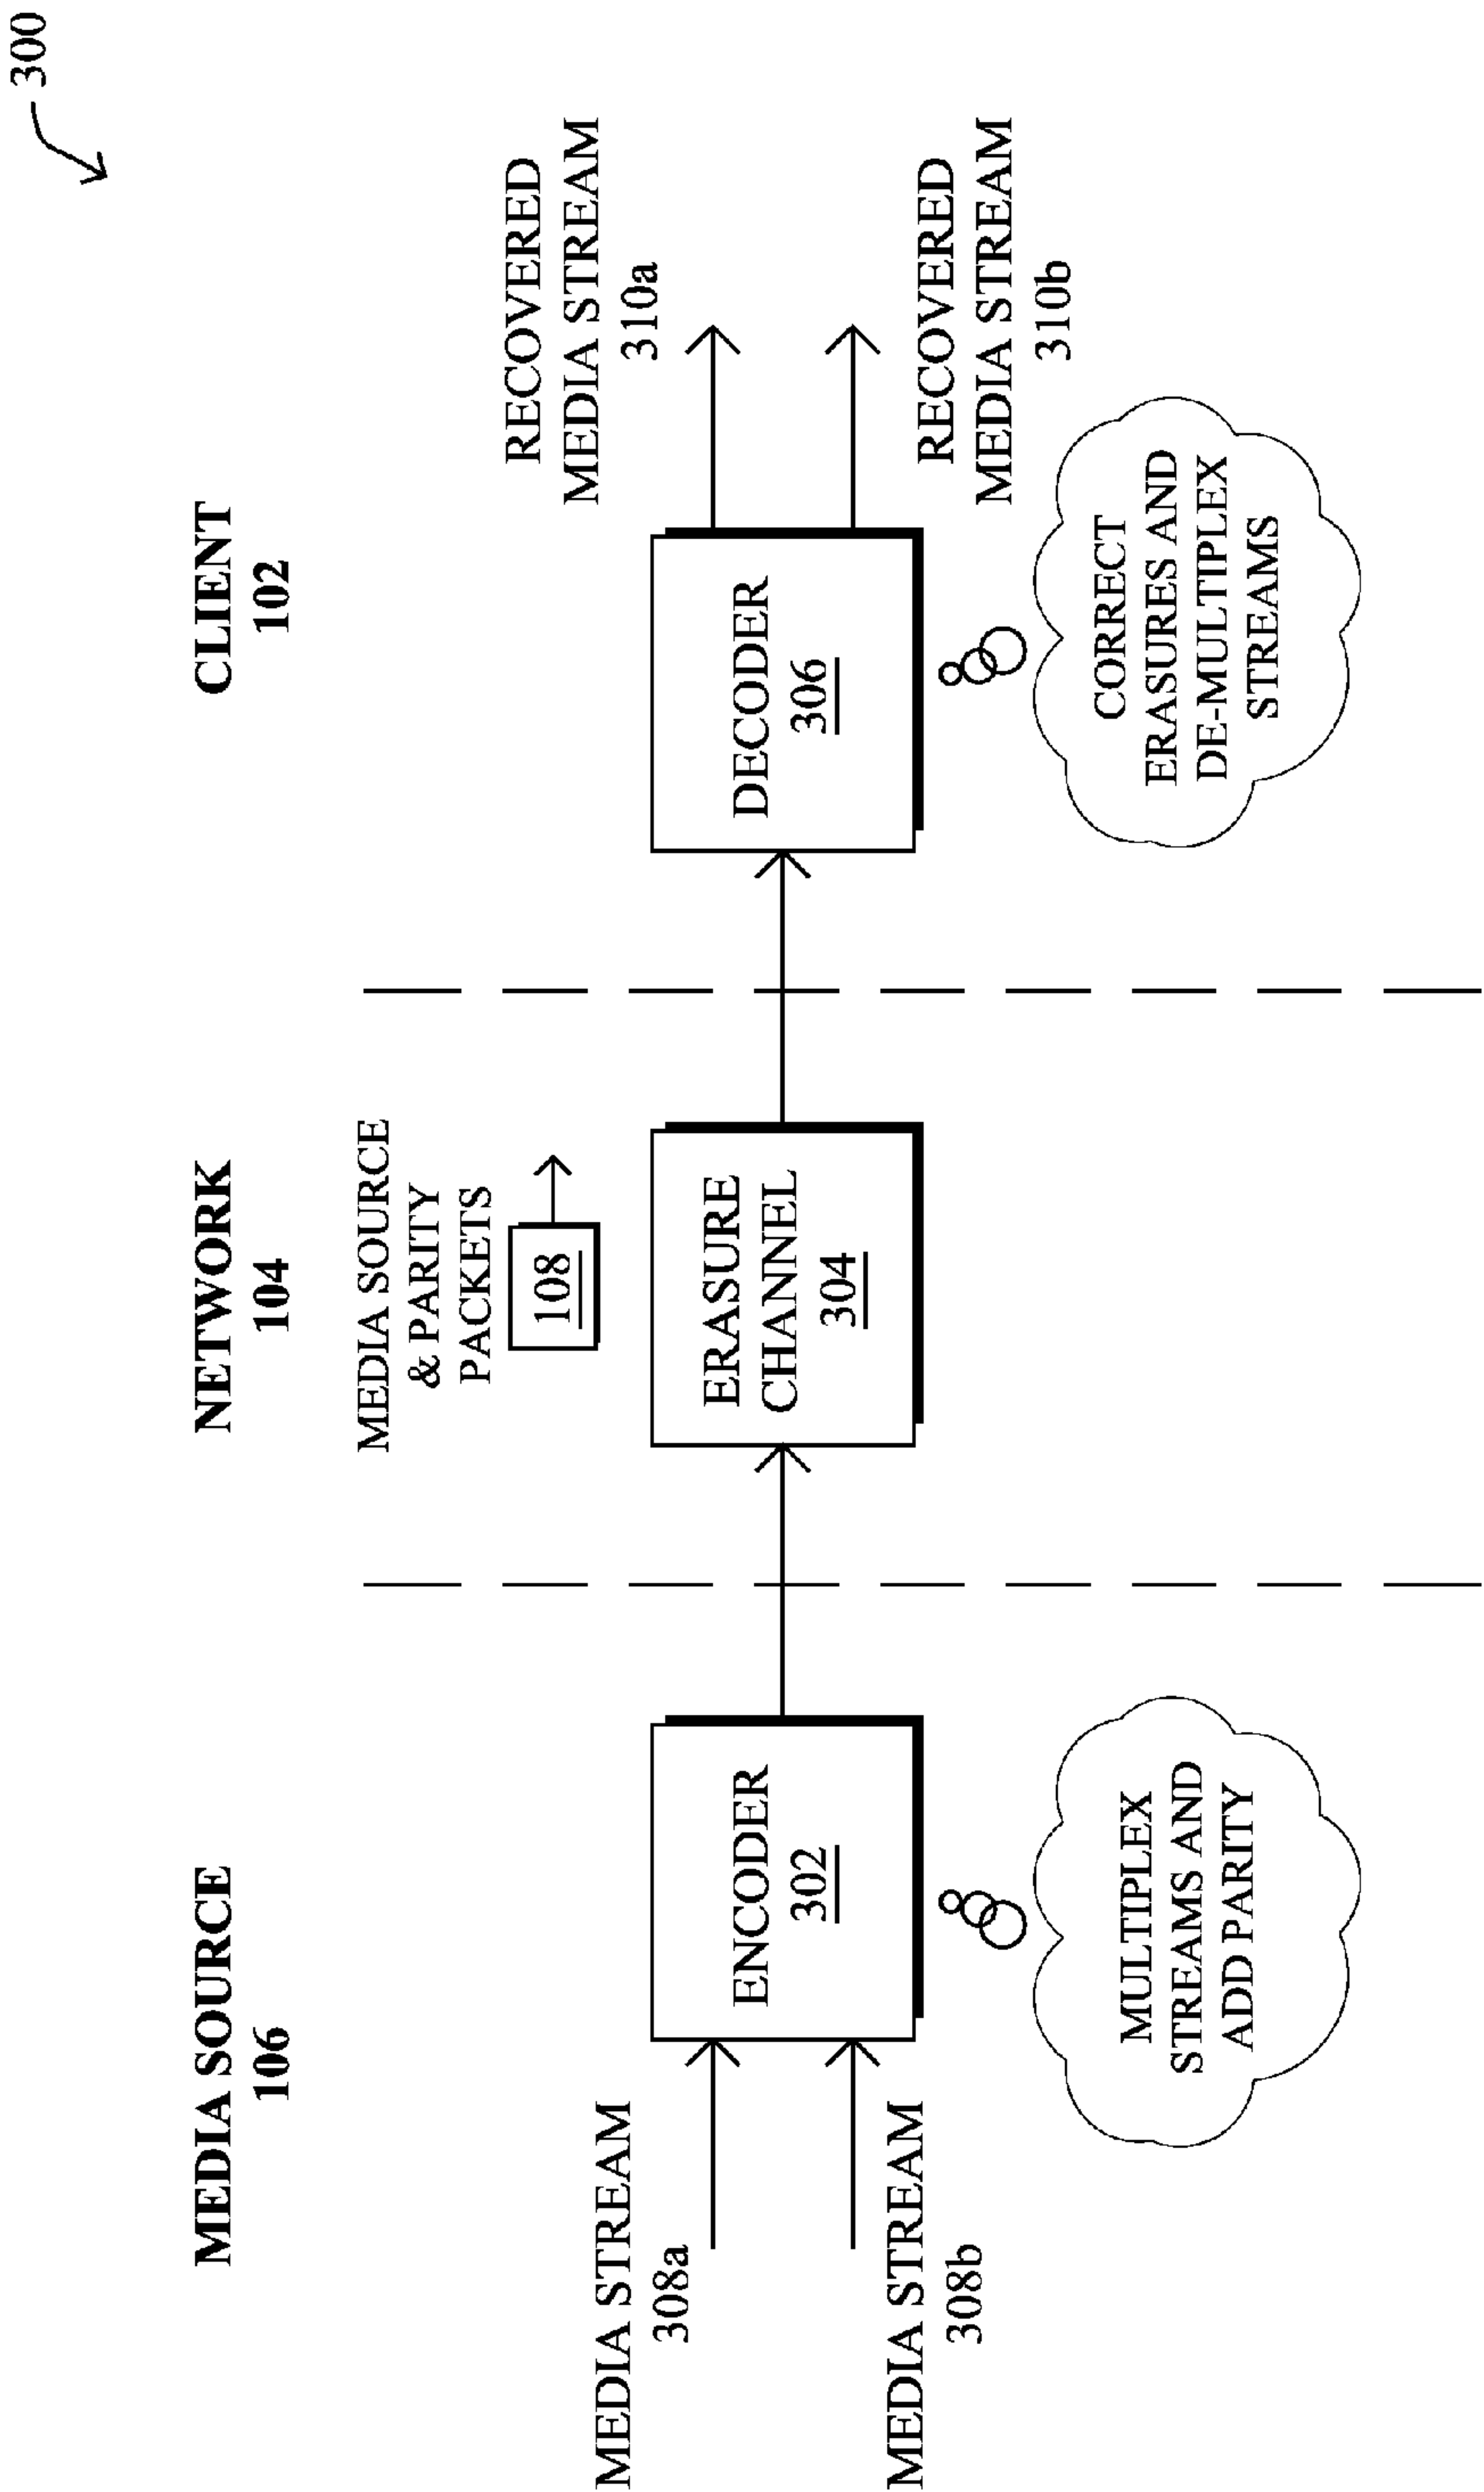 300
MEDIA SOURCE
106
NETWORK
104
CLIENT
102
MEDIA STREAM
308a
MEDIA STREAM
308b
ENCODER
302
MULTIPLEX
STREAMS AND
ADD PARITY
MEDIA SOURCE
& PARITY
PACKETS
108
ERASURE
CHANNEL
304
DECODER
306
CORRECT
ERASURES AND
DE-MULTIPLEX
STREAMS
RECOVERED
MEDIA STREAM
310a
RECOVERED
MEDIA STREAM
310b